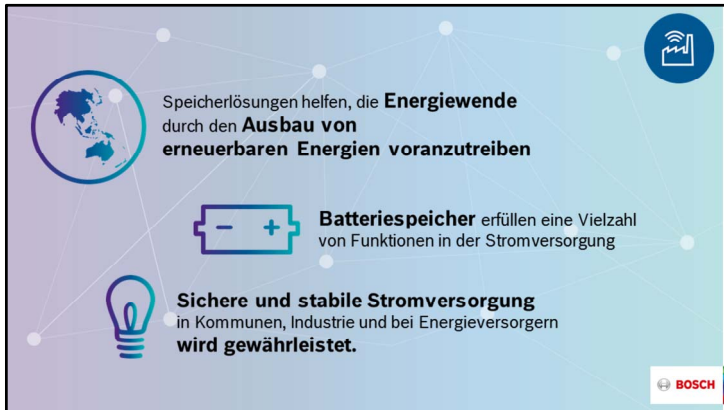 Speicherlösungen helfen, die Energiewende
durch den Ausbau von
erneuerbaren Energien voranzutreiben
Batteriespeicher erfüllen eine Vielzahl
von Funktionen in der Stromversorgung
Sichere und stabile Stromversorgung
in Kommunen, Industrie und bei Energieversorgern
wird gewährleistet.
BOSCH